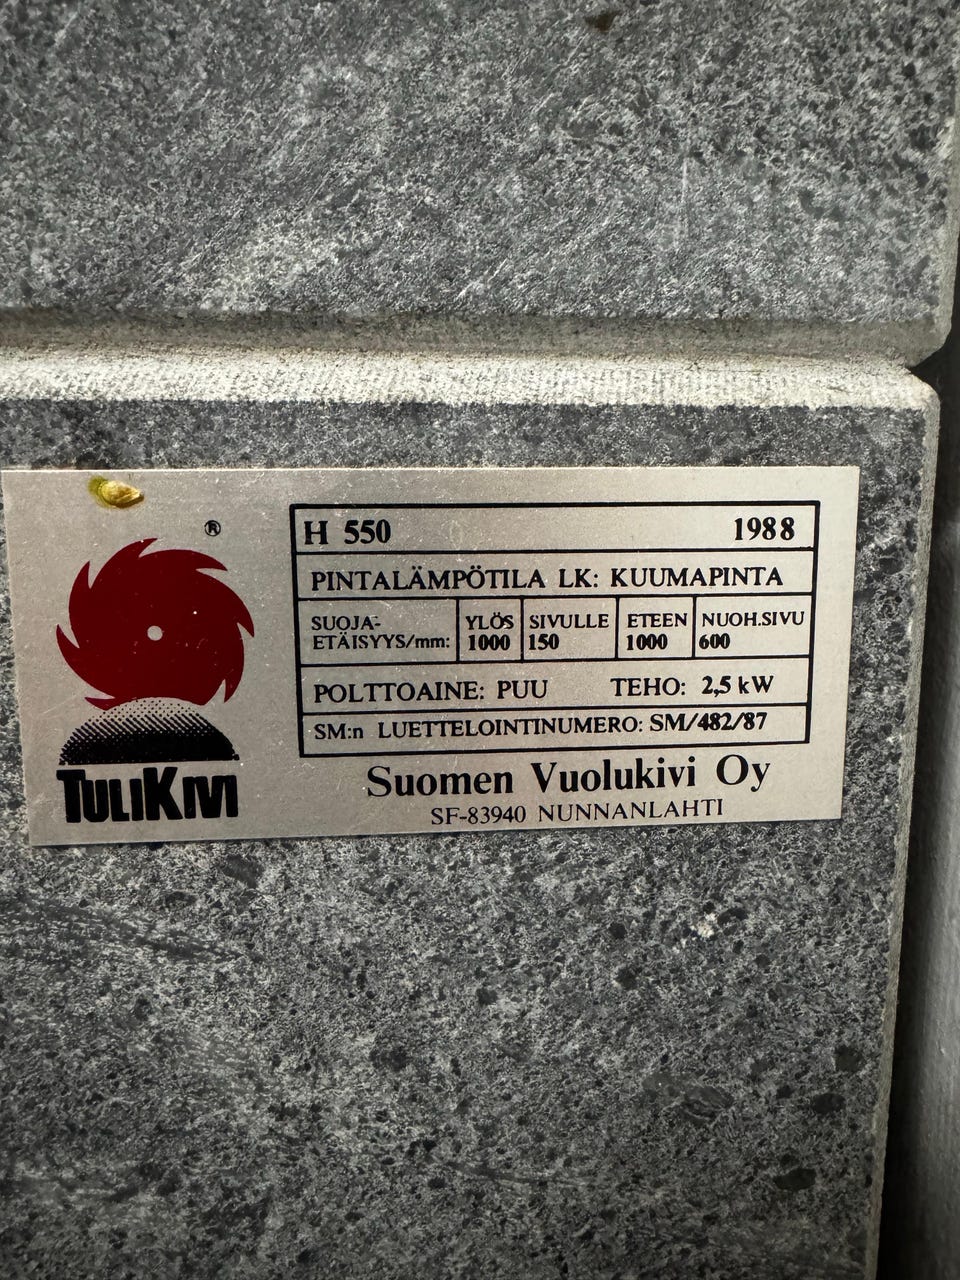 ®
TULIKIVI
H 550 1988
PINTALÄMPÖTILA LK: KUUMAPINTA
SUOJA-
ETÄISYYS/mm:
YLÖS
1000
SIVULLE
150
ETEEN
1000
NUOH.SIVU
600
POLTTOAINE: PUU TEHO: 2,5 kW
SM:n LUETTELOINTINUMERO: SM/482/87
Suomen Vuolukivi Oy
SF-83940 NUNNANLAHTI